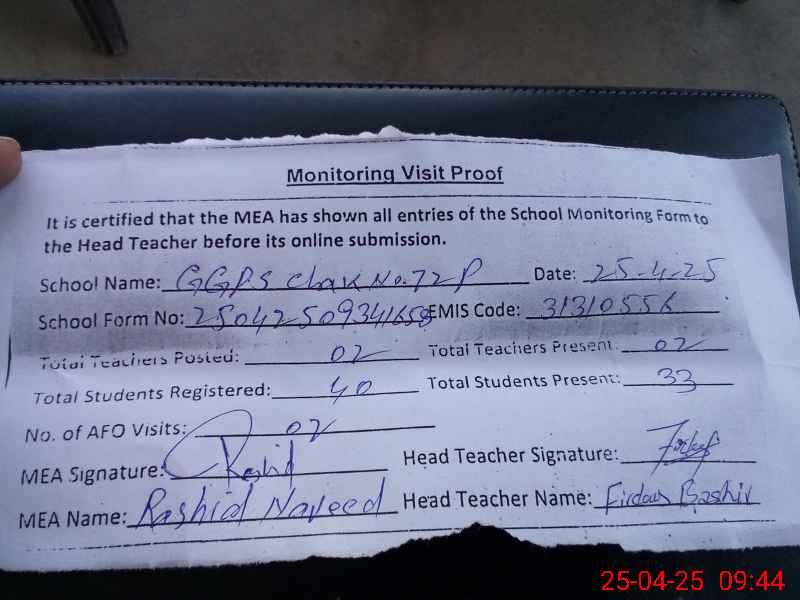 Monitoring Visit Proof
It is certified that the MEA has shown all entries of the School Monitoring Form to
the Head Teacher before its online submission.
School Name: GGPS Chak No.72P Date: 25-4-25
School Form No: 25042509341658 EMIS Code: 31310556
Total Teachers Posted: 02 Total Teachers Present: 02
Total Students Registered: 40 Total Students Present: 33
No. of AFO Visits: 02
MEA Signature: Rashid Head Teacher Signature:
MEA Name: Rashid Naveed Head Teacher Name: Firdous Bashir
25-04-25 09:44